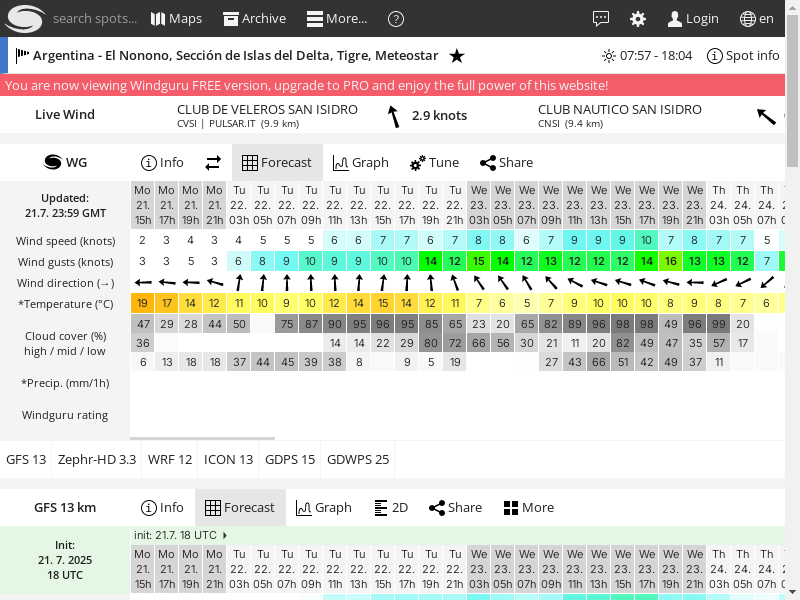 search spots... Maps Archive More... ? Login en
Argentina - El Nonono, Sección de Islas del Delta, Tigre, Meteostar 07:57 - 18:04 Spot info
You are now viewing Windguru FREE version, upgrade to PRO and enjoy the full power of this website!
Live Wind CLUB DE VELEROS SAN ISIDRO 2.9 knots CLUB NAUTICO SAN ISIDRO
CVSI | PULSAR.IT (9.9 km) CNSI (9.4 km)
WG Info Forecast Graph Tune Share
Updated:
21.7. 23:59 GMT
Mo Mo Mo Mo Tu Tu Tu Tu Tu Tu Tu Tu Tu Tu We We We We We We We We We We Th Th Th
21. 21. 21. 21. 22. 22. 22. 22. 22. 22. 22. 22. 22. 22. 23. 23. 23. 23. 23. 23. 23. 23. 23. 23. 24. 24. 24.
15h 17h 19h 21h 03h 05h 07h 09h 11h 13h 15h 17h 19h 21h 03h 05h 07h 09h 11h 13h 15h 17h 19h 21h 03h 05h 07h
Wind speed (knots) 2 3 4 3 4 5 5 5 6 6 7 7 6 7 8 8 6 7 9 9 9 10 7 8 7 7 5
Wind gusts (knots) 3 3 5 3 6 8 9 10 9 9 10 10 14 12 15 14 12 13 12 12 12 14 16 13 13 12 7
Wind direction (→)
*Temperature (°C) 19 17 14 12 11 10 9 10 12 14 15 14 12 11 7 6 5 7 9 10 10 10 8 9 8 7 6
Cloud cover (%)
high / mid / low
47 29 28 44 50 75 87 90 95 96 95 85 65 23 20 65 82 89 96 98 98 49 96 99 20
36 14 14 22 29 80 72 66 56 30 21 11 20 82 49 47 35 57 17
6 13 18 18 37 44 45 39 38 8 9 5 19 27 43 66 51 42 49 37 11
*Precip. (mm/1h)
Windguru rating
GFS 13 Zephr-HD 3.3 WRF 12 ICON 13 GDPS 15 GDWPS 25
GFS 13 km Info Forecast Graph 2D Share More
Init:
21. 7. 2025
18 UTC
init: 21.7. 18 UTC
Mo Mo Mo Mo Tu Tu Tu Tu Tu Tu Tu Tu Tu Tu We We We We We We We We We We Th Th Th
21. 21. 21. 21. 22. 22. 22. 22. 22. 22. 22. 22. 22. 22. 23. 23. 23. 23. 23. 23. 23. 23. 23. 23. 24. 24. 24.
15h 17h 19h 21h 03h 05h 07h 09h 11h 13h 15h 17h 19h 21h 03h 05h 07h 09h 11h 13h 15h 17h 19h 21h 03h 05h 07h